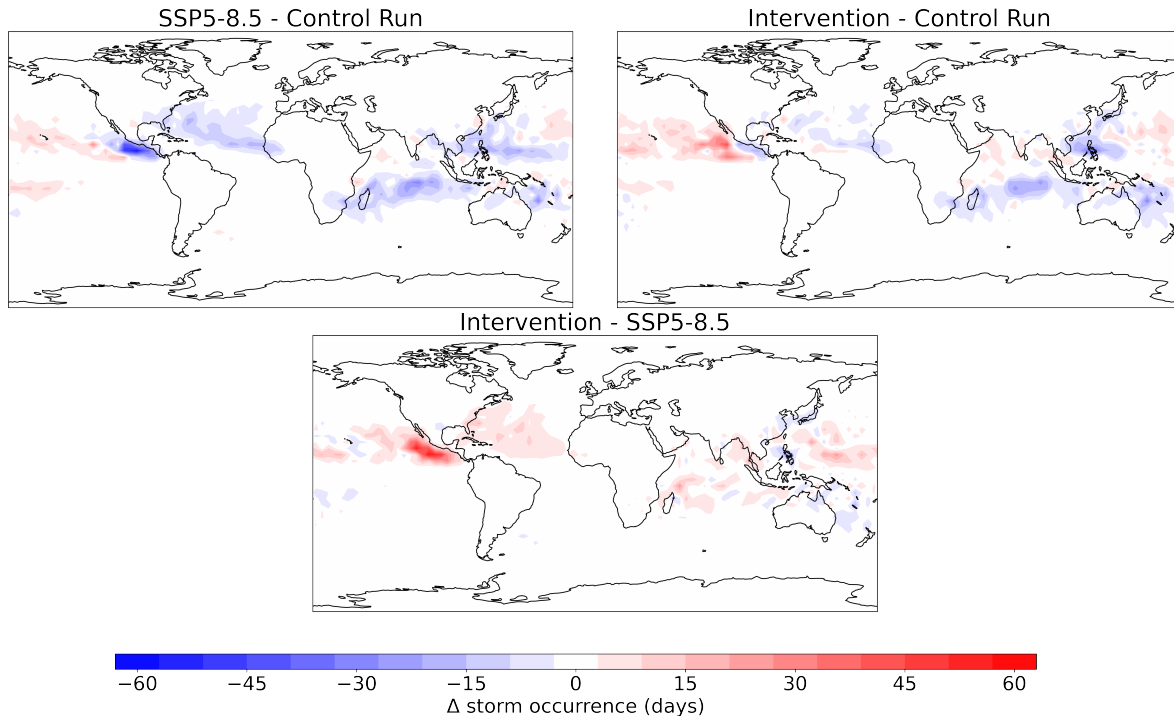 SSP5-8.5 - Control Run
Intervention - Control Run
Intervention - SSP5-8.5
−60 −45 −30 −15 0 15 30 45 60
Δ storm occurrence (days)